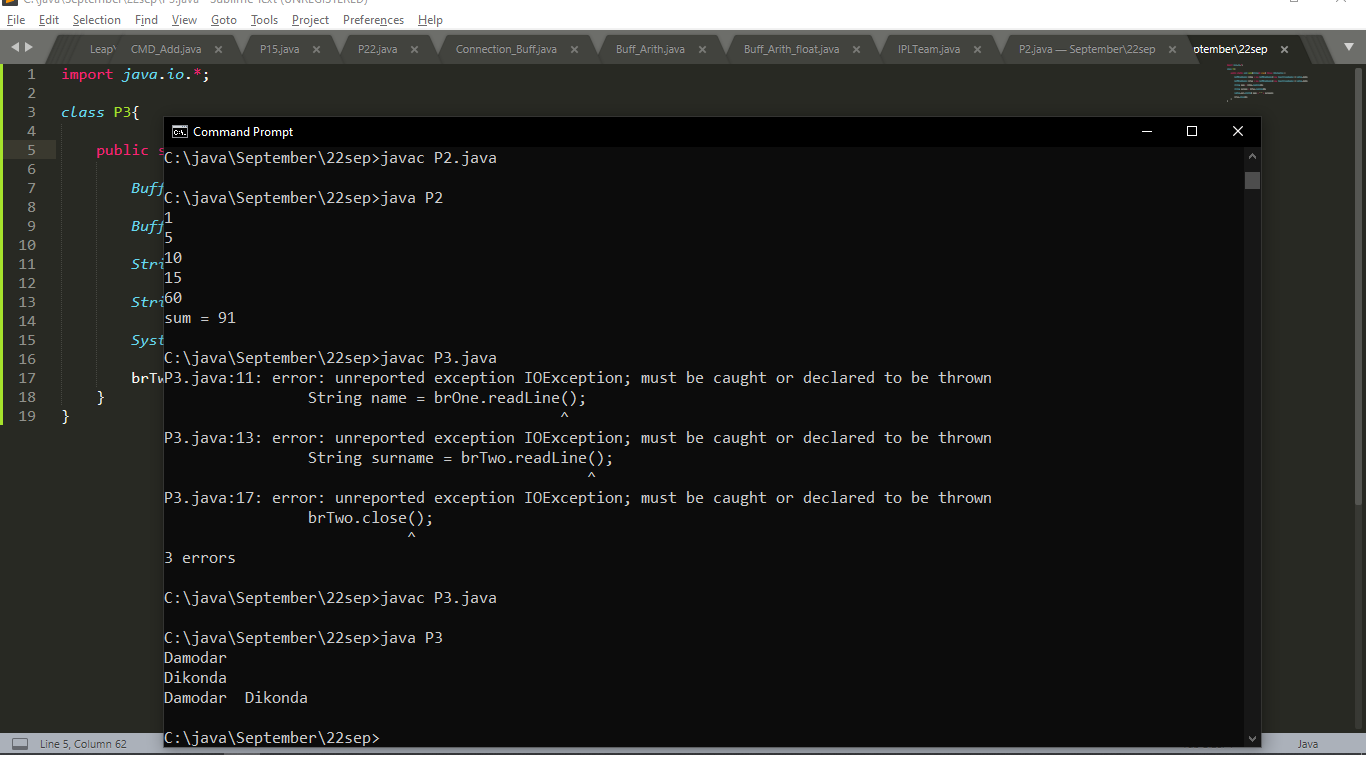 C:\java\September\22sep\P3.java - Sublime Text (UNREGISTERED)
File Edit Selection Find View Goto Tools Project Preferences Help
Leap CMD_Add.java P15.java P22.java Connection_Buff.java Buff_Arith.java Buff_Arith_float.java IPLTeam.java P2.java — September\22sep ptember\22sep
1 import java.io.*;
2
3 class P3{
4
5 public s
6
7 Buff
8
9 Buff
10
11 Stri
12
13 Stri
14
15 Syst
16
17 brTw
18 }
19 }
Command Prompt
C:\java\September\22sep>javac P2.java
C:\java\September\22sep>java P2
1
5
10
15
60
sum = 91
C:\java\September\22sep>javac P3.java
P3.java:11: error: unreported exception IOException; must be caught or declared to be thrown
String name = brOne.readLine();
^
P3.java:13: error: unreported exception IOException; must be caught or declared to be thrown
String surname = brTwo.readLine();
^
P3.java:17: error: unreported exception IOException; must be caught or declared to be thrown
brTwo.close();
^
3 errors
C:\java\September\22sep>javac P3.java
C:\java\September\22sep>java P3
Damodar
Dikonda
Damodar  Dikonda
C:\java\September\22sep>
Line 5, Column 62
Java